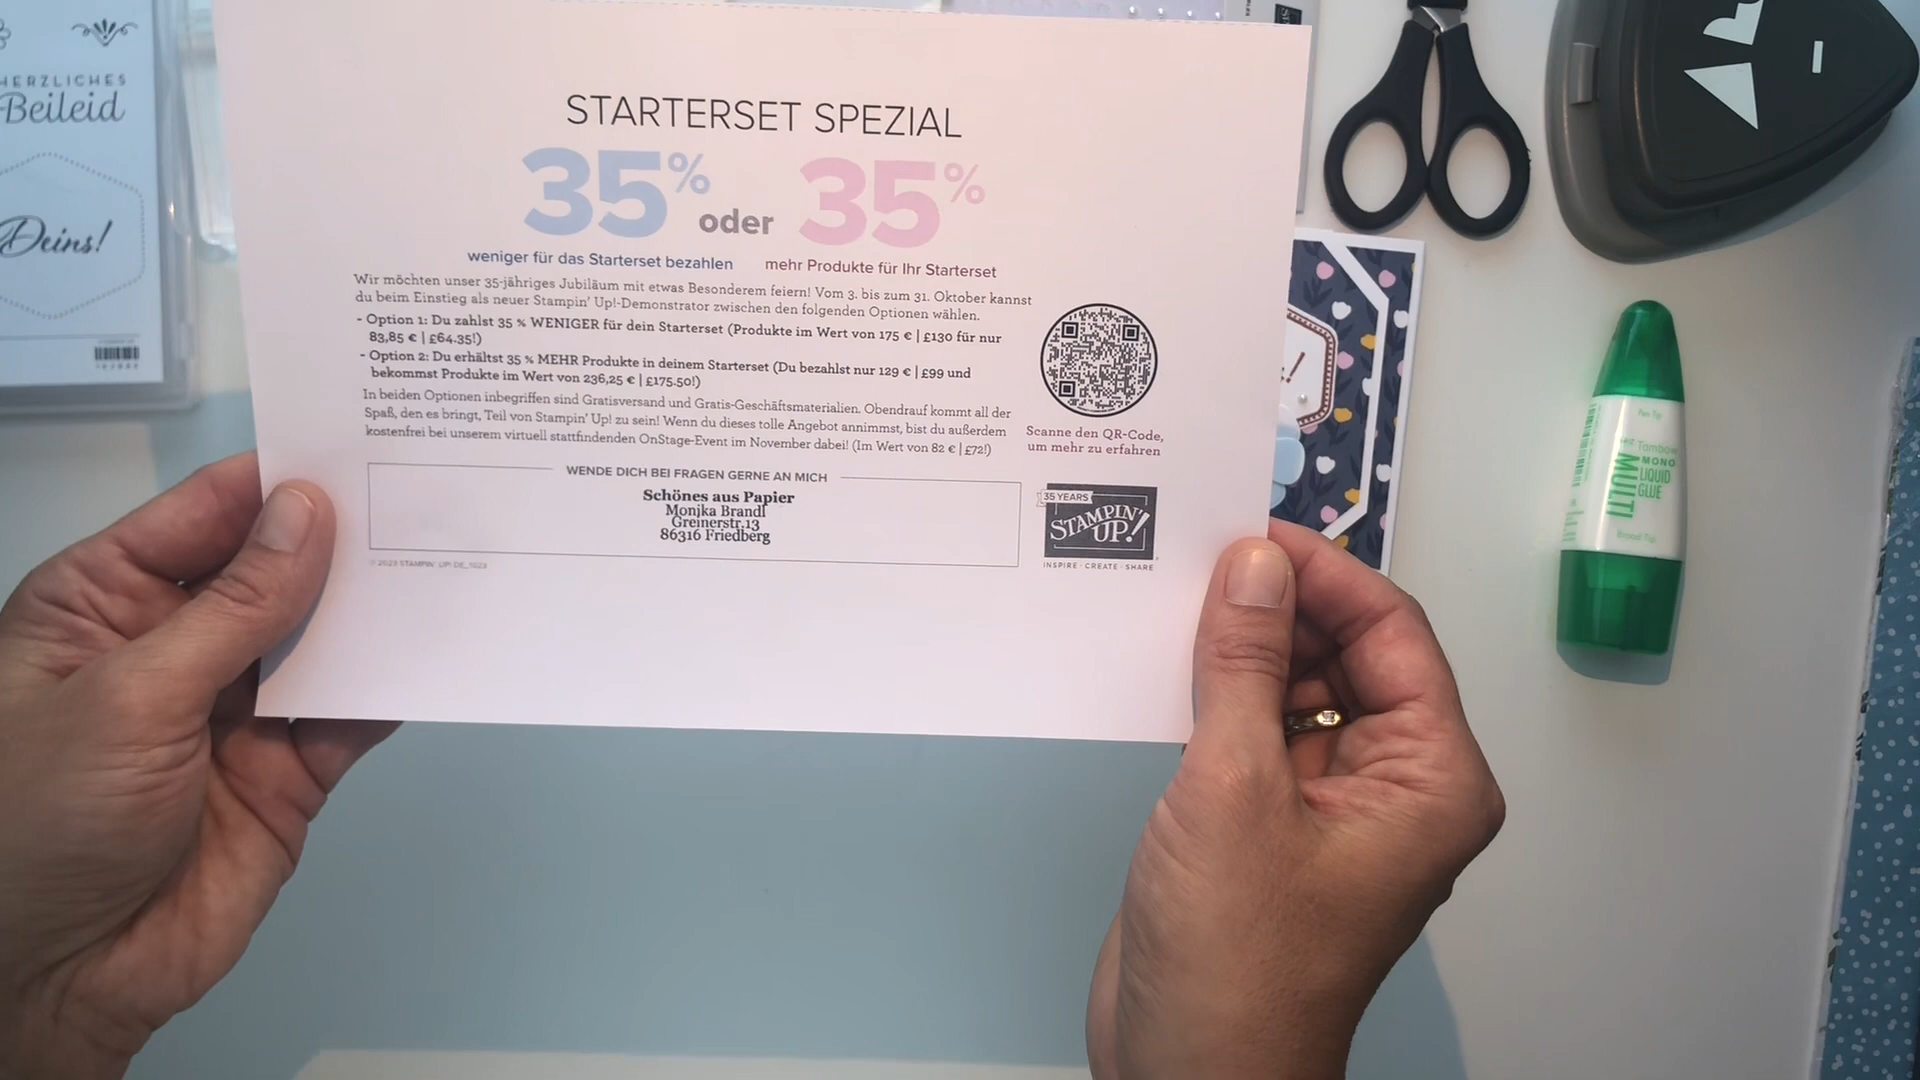 HERZLICHES
Beileid
Deins!
STARTERSET SPEZIAL
35% oder 35%
weniger für das Starterset bezahlen mehr Produkte für Ihr Starterset
Wir möchten unser 35-jähriges Jubiläum mit etwas Besonderem feiern! Vom 3. bis zum 31. Oktober kannst
du beim Einstieg als neuer Stampin' Up!-Demonstrator zwischen den folgenden Optionen wählen.
- Option 1: Du zahlst 35 % WENIGER für dein Starterset (Produkte im Wert von 175 € | £130 für nur
83,85 € | £64.35!)
- Option 2: Du erhältst 35 % MEHR Produkte in deinem Starterset (Du bezahlst nur 129 € | £99 und
bekommst Produkte im Wert von 236,25 € | £175.50!)
In beiden Optionen inbegriffen sind Gratisversand und Gratis-Geschäftsmaterialien. Obendrauf kommt all der
Spaß, den es bringt, Teil von Stampin' Up! zu sein! Wenn du dieses tolle Angebot annimmst, bist du außerdem
kostenfrei bei unserem virtuell stattfindenden OnStage-Event im November dabei! (Im Wert von 82 € | £72!)
Scanne den QR-Code,
um mehr zu erfahren
WENDE DICH BEI FRAGEN GERNE AN MICH
Schönes aus Papier
Monika Brandl
Greinerstr.13
86316 Friedberg
35 YEARS
STAMPIN'
UP!
INSPIRE · CREATE · SHARE
© 2023 STAMPIN' UP! DE_1023
Tombow
MONO
LIQUID
GLUE
MULTI
Broad Tip